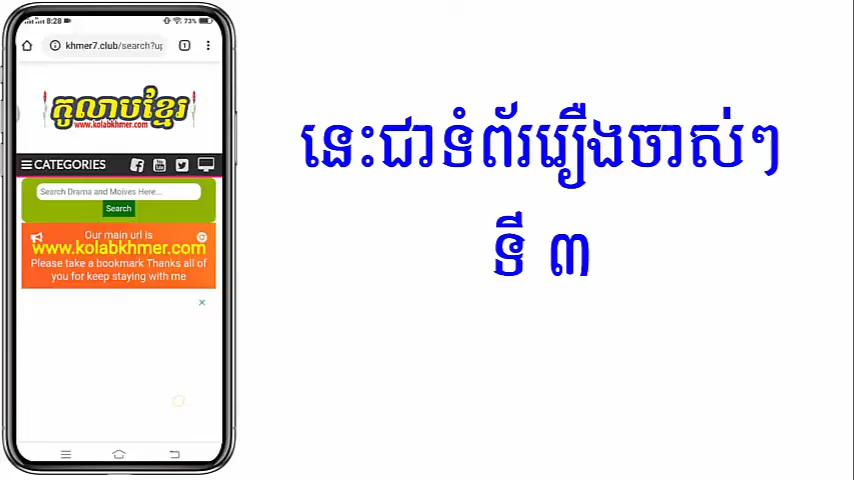 8:28
73%
khmer7.club/search?up
1
កូលាបខ្មែរ
www.kolabkhmer.com
CATEGORIES
Search Drama and Moives Here...
Search
Our main url is
www.kolabkhmer.com
Please take a bookmark Thanks all of
you for keep staying with me
នេះជាទំព័ររឿងចាស់ៗ
ទី ៣